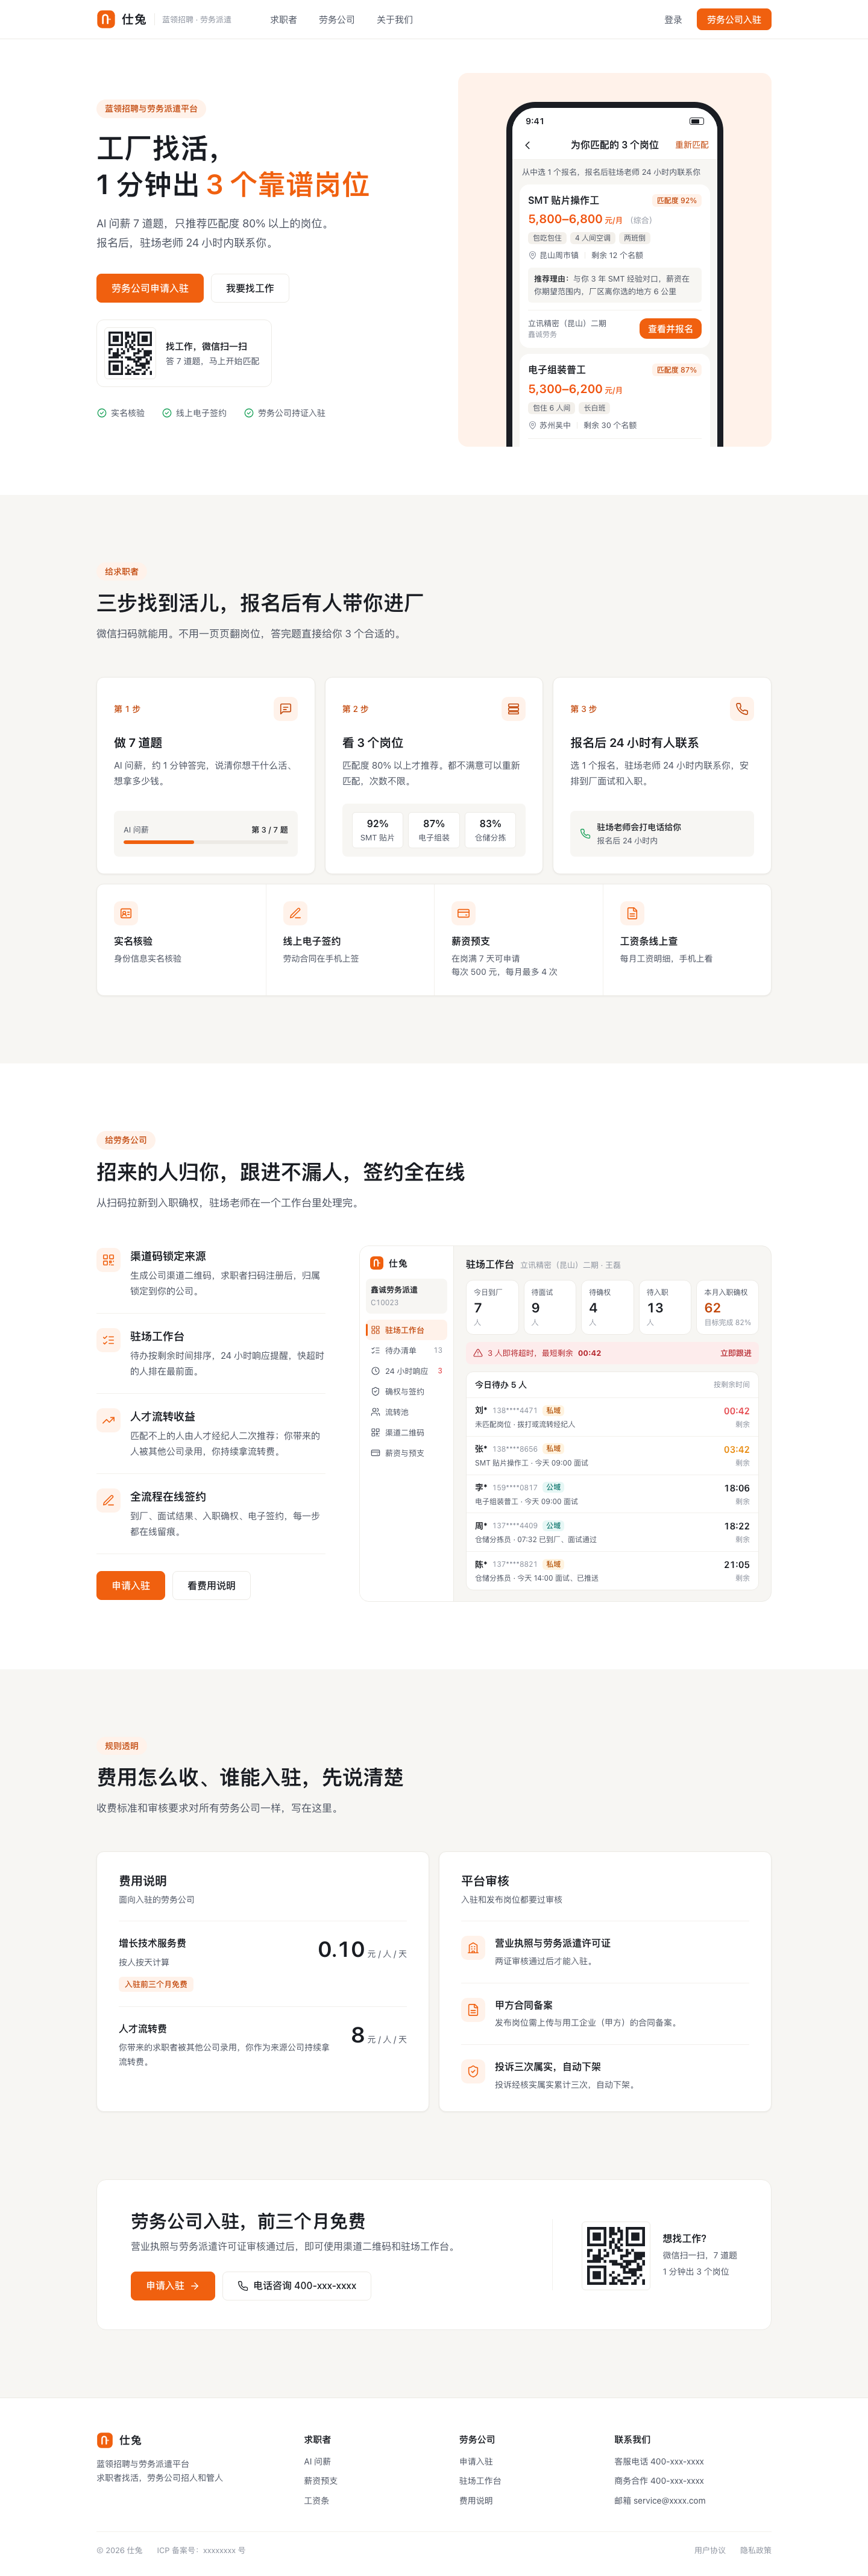 仕兔
蓝领招聘 · 劳务派遣
求职者
劳务公司
关于我们
登录
劳务公司入驻
蓝领招聘与劳务派遣平台
工厂找活，
1 分钟出 3 个靠谱岗位
AI 问薪 7 道题，只推荐匹配度 80% 以上的岗位。
报名后，驻场老师 24 小时内联系你。
劳务公司申请入驻
我要找工作
找工作，微信扫一扫
答 7 道题，马上开始匹配
实名核验
线上电子签约
劳务公司持证入驻
9:41
为你匹配的 3 个岗位
重新匹配
从中选 1 个报名，报名后驻场老师 24 小时内联系你
SMT 贴片操作工
匹配度 92%
5,800–6,800 元/月 （综合）
包吃包住
4 人间空调
两班倒
昆山周市镇
剩余 12 个名额
推荐理由：与你 3 年 SMT 经验对口，薪资在
你期望范围内，厂区离你选的地方 6 公里
立讯精密（昆山）二期
鑫诚劳务
查看并报名
电子组装普工
匹配度 87%
5,300–6,200 元/月
包住 6 人间
长白班
苏州吴中
剩余 30 个名额
给求职者
三步找到活儿，报名后有人带你进厂
微信扫码就能用。不用一页页翻岗位，答完题直接给你 3 个合适的。
第 1 步
做 7 道题
AI 问薪，约 1 分钟答完，说清你想干什么活、
想拿多少钱。
AI 问薪
第 3 / 7 题
第 2 步
看 3 个岗位
匹配度 80% 以上才推荐。都不满意可以重新
匹配，次数不限。
92%
SMT 贴片
87%
电子组装
83%
仓储分拣
第 3 步
报名后 24 小时有人联系
选 1 个报名，驻场老师 24 小时内联系你，安
排到厂面试和入职。
驻场老师会打电话给你
报名后 24 小时内
实名核验
身份信息实名核验
线上电子签约
劳动合同在手机上签
薪资预支
在岗满 7 天可申请
每次 500 元，每月最多 4 次
工资条线上查
每月工资明细，手机上看
给劳务公司
招来的人归你，跟进不漏人，签约全在线
从扫码拉新到入职确权，驻场老师在一个工作台里处理完。
渠道码锁定来源
生成公司渠道二维码，求职者扫码注册后，归属
锁定到你的公司。
驻场工作台
待办按剩余时间排序，24 小时响应提醒，快超时
的人排在最前面。
人才流转收益
匹配不上的人由人才经纪人二次推荐；你带来的
人被其他公司录用，你持续拿流转费。
全流程在线签约
到厂、面试结果、入职确权、电子签约，每一步
都在线留痕。
申请入驻
看费用说明
仕兔
鑫诚劳务派遣
C10023
驻场工作台
待办清单 13
24 小时响应 3
确权与签约
流转池
渠道二维码
薪资与预支
驻场工作台 立讯精密（昆山）二期 · 王磊
今日到厂
7
人
待面试
9
人
待确权
4
人
待入职
13
人
本月入职确权
62
目标完成 82%
3 人即将超时，最短剩余 00:42
立即跟进
今日待办 5 人
按剩余时间
刘* 138****4471 私域
未匹配岗位 · 拨打或流转经纪人
00:42
剩余
张* 138****8656 私域
SMT 贴片操作工 · 今天 09:00 面试
03:42
剩余
李* 159****0817 公域
电子组装普工 · 今天 09:00 面试
18:06
剩余
周* 137****4409 公域
仓储分拣员 · 07:32 已到厂、面试通过
18:22
剩余
陈* 137****8821 私域
仓储分拣员 · 今天 14:00 面试、已推送
21:05
剩余
规则透明
费用怎么收、谁能入驻，先说清楚
收费标准和审核要求对所有劳务公司一样，写在这里。
费用说明
面向入驻的劳务公司
增长技术服务费
按人按天计算
入驻前三个月免费
0.10 元 / 人 / 天
人才流转费
你带来的求职者被其他公司录用，你作为来源公司持续拿
流转费。
8 元 / 人 / 天
平台审核
入驻和发布岗位都要过审核
营业执照与劳务派遣许可证
两证审核通过后才能入驻。
甲方合同备案
发布岗位需上传与用工企业（甲方）的合同备案。
投诉三次属实，自动下架
投诉经核实属实累计三次，自动下架。
劳务公司入驻，前三个月免费
营业执照与劳务派遣许可证审核通过后，即可使用渠道二维码和驻场工作台。
申请入驻
电话咨询 400-xxx-xxxx
想找工作？
微信扫一扫，7 道题
1 分钟出 3 个岗位
仕兔
蓝领招聘与劳务派遣平台
求职者找活，劳务公司招人和管人
求职者
AI 问薪
薪资预支
工资条
劳务公司
申请入驻
驻场工作台
费用说明
联系我们
客服电话 400-xxx-xxxx
商务合作 400-xxx-xxxx
邮箱 service@xxxx.com
© 2026 仕兔
ICP 备案号：xxxxxxxx 号
用户协议
隐私政策